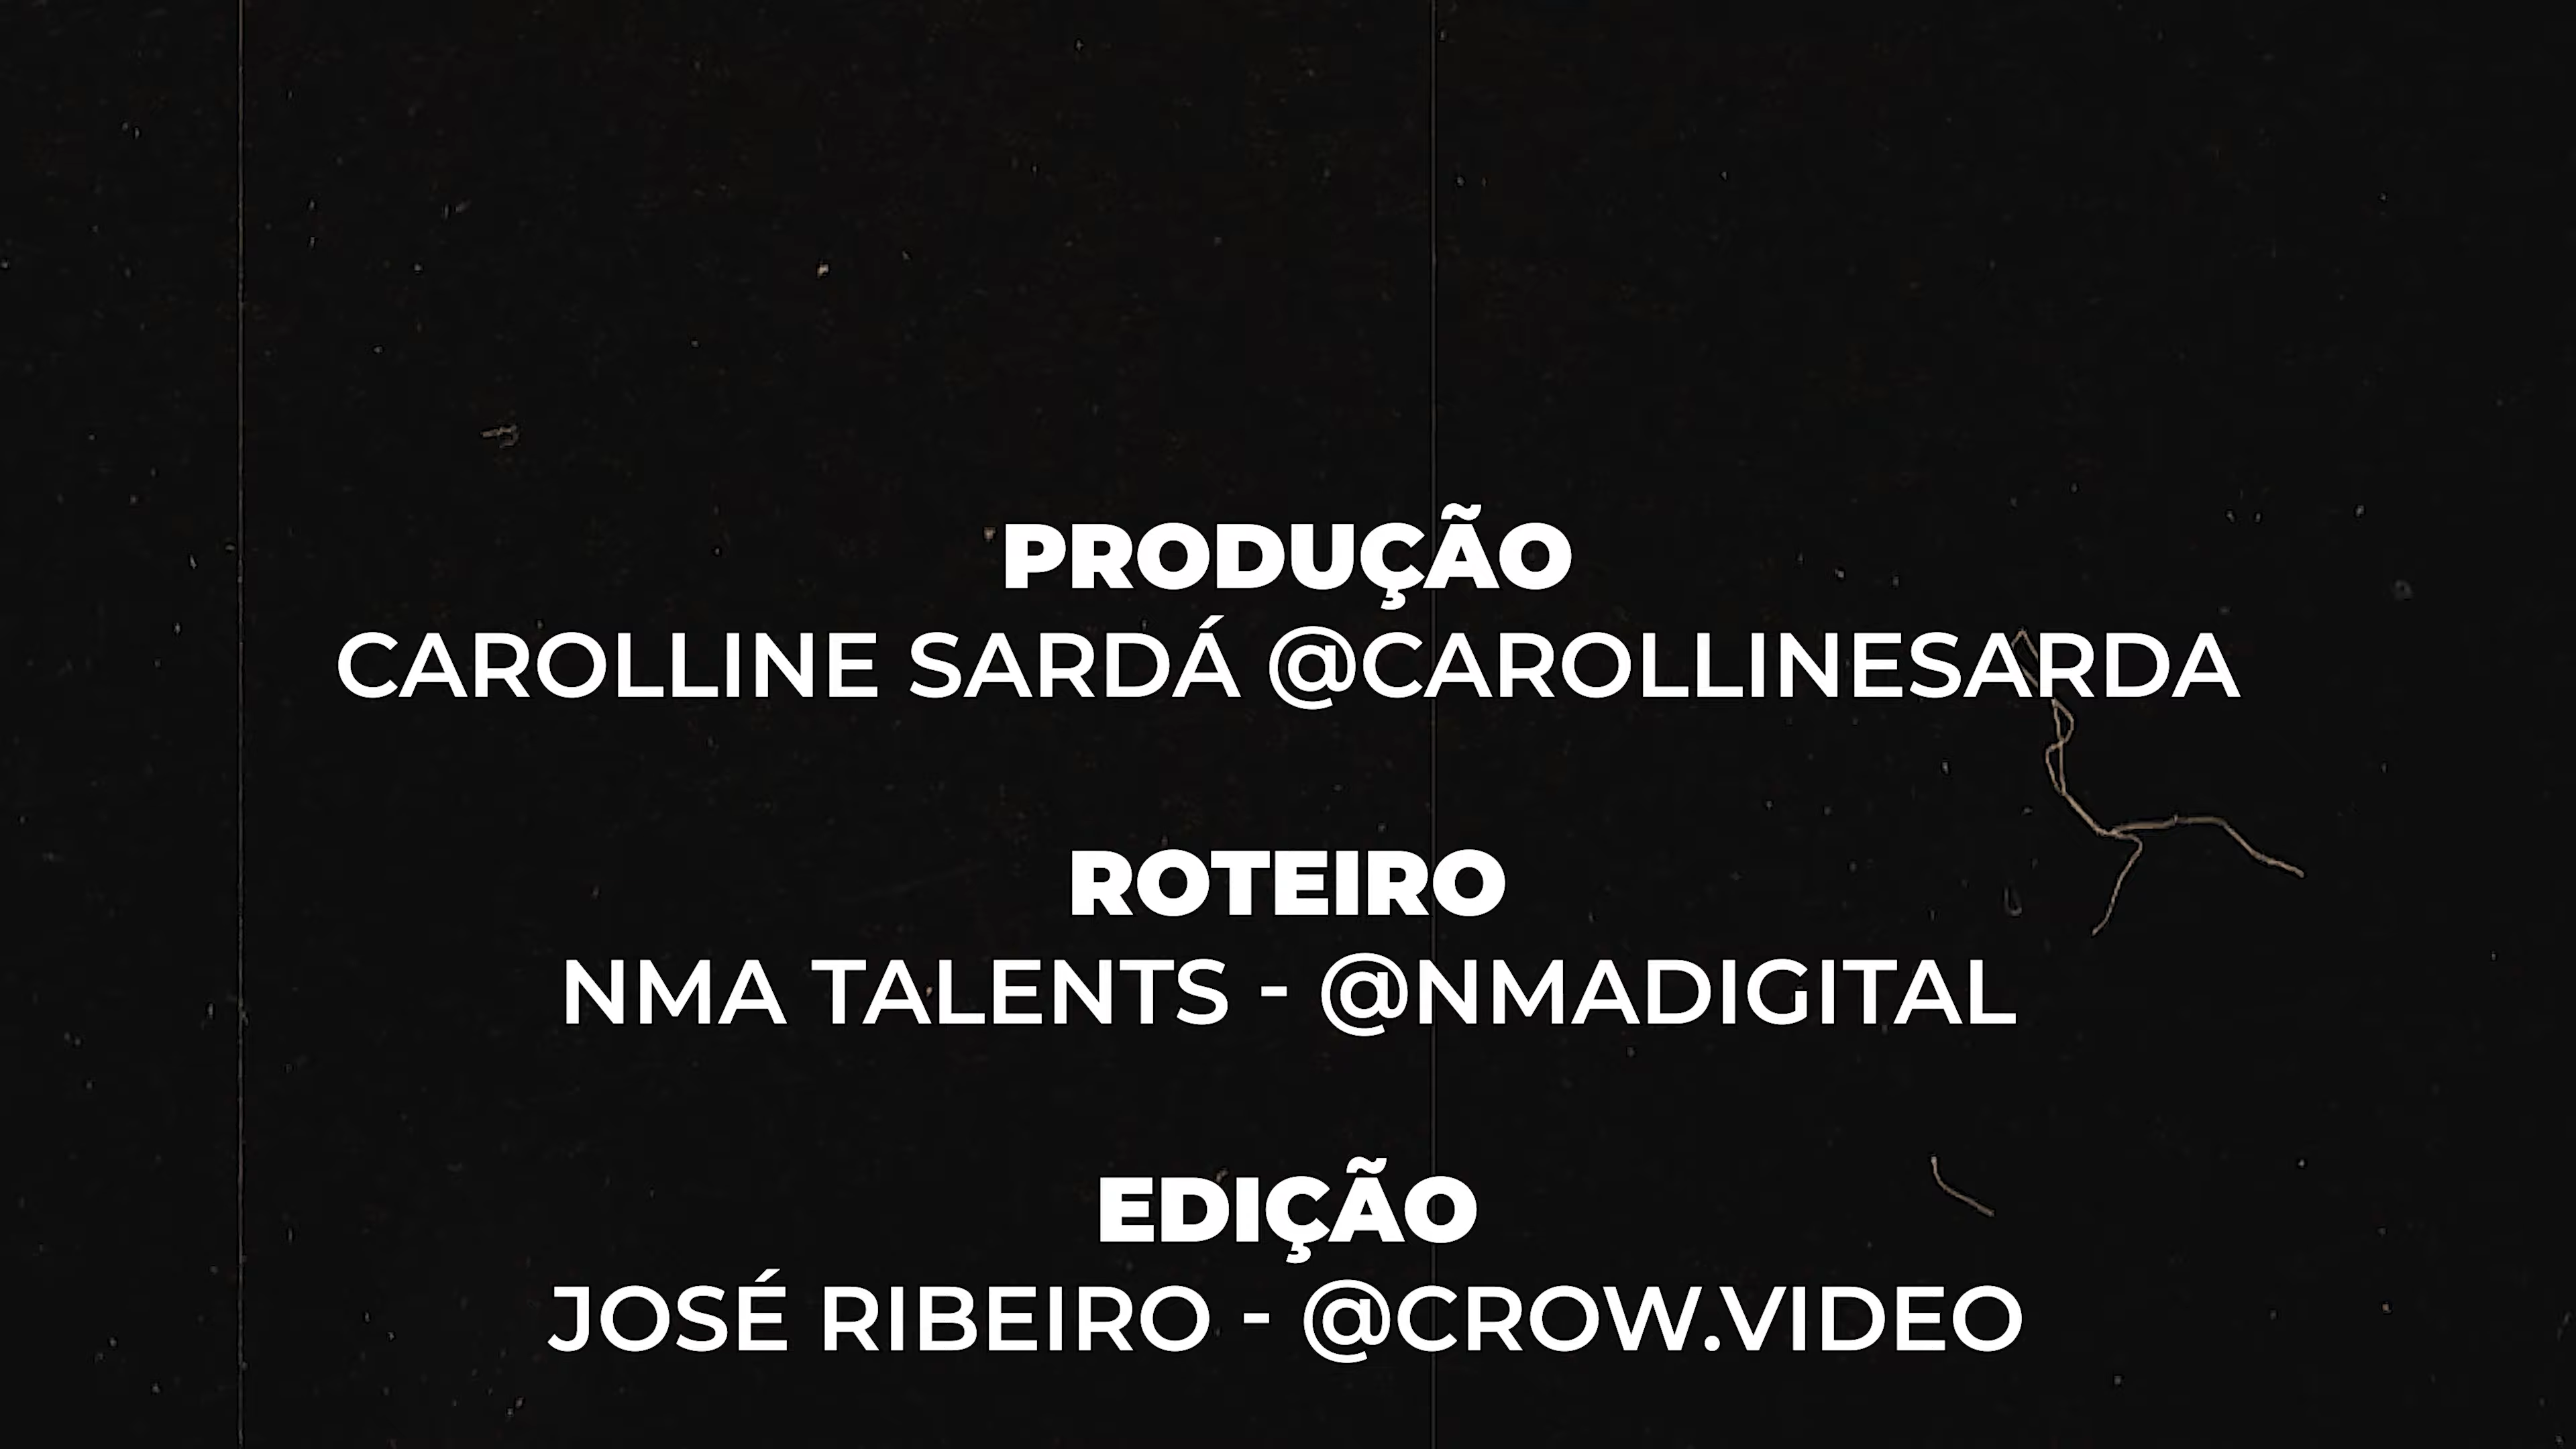 PRODUÇÃO
CAROLLINE SARDÁ @CAROLLINESARDA
ROTEIRO
NMA TALENTS - @NMADIGITAL
EDIÇÃO
JOSÉ RIBEIRO - @CROW.VIDEO